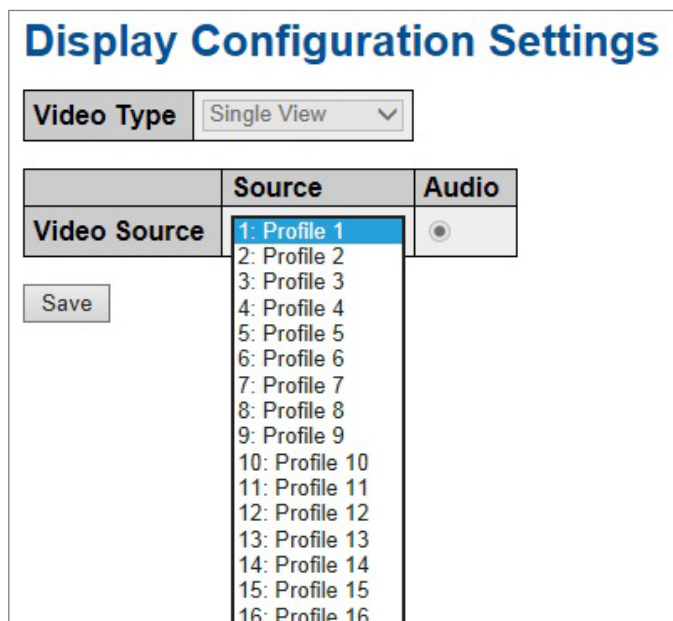 Display Configuration Settings
Video Type Single View
Source Audio
Video Source 1: Profile 1
2: Profile 2
3: Profile 3
Save 4: Profile 4
5: Profile 5
6: Profile 6
7: Profile 7
8: Profile 8
9: Profile 9
10: Profile 10
11: Profile 11
12: Profile 12
13: Profile 13
14: Profile 14
15: Profile 15
16: Profile 16